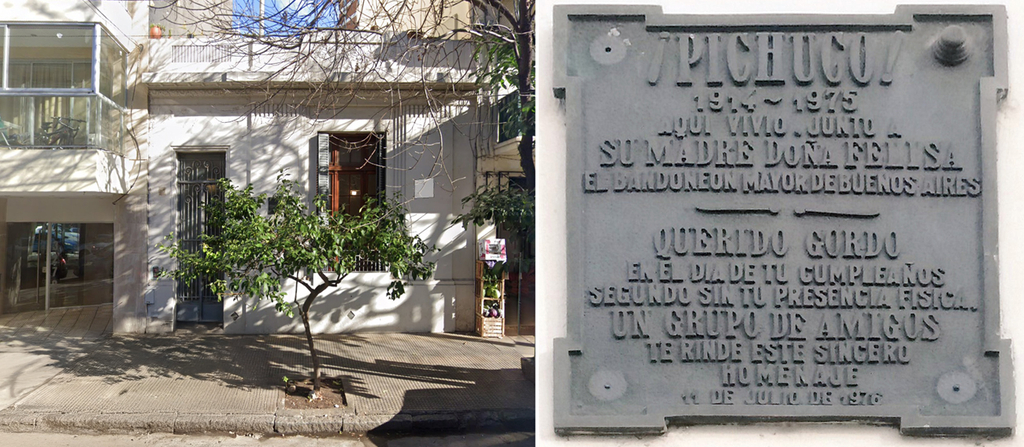 ¡PICHUCO!
1914 ~ 1975
AQUI VIVIO, JUNTO A
SU MADRE DOÑA FELISA
EL BANDONEON MAYOR DE BUENOS AIRES
QUERIDO GORDO
EN EL DIA DE TU CUMPLEAÑOS
SEGUNDO SIN TU PRESENCIA FISICA,
UN GRUPO DE AMIGOS
TE RINDE ESTE SINCERO
HOMENAJE
11 DE JULIO DE 1976